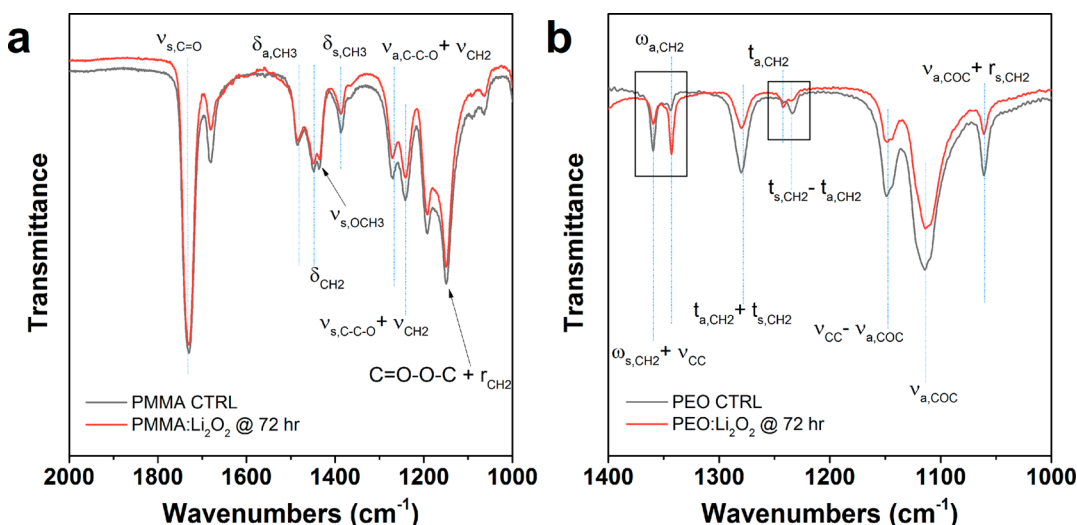 a
ν_s,C=O
δ_a,CH3
δ_s,CH3
ν_a,C-C-O + ν_CH2
ν_s,OCH3
δ_CH2
ν_s,C-C-O + ν_CH2
C=O-O-C + r_CH2
PMMA CTRL
PMMA:Li₂O₂ @ 72 hr
Transmittance
2000 1800 1600 1400 1200 1000
Wavenumbers (cm⁻¹)
b
ω_a,CH2
t_a,CH2
ν_a,COC + r_s,CH2
t_s,CH2 - t_a,CH2
t_a,CH2 + t_s,CH2
ν_CC - ν_a,COC
ω_s,CH2 + ν_CC
ν_a,COC
PEO CTRL
PEO:Li₂O₂ @ 72 hr
Transmittance
1400 1300 1200 1100 1000
Wavenumbers (cm⁻¹)